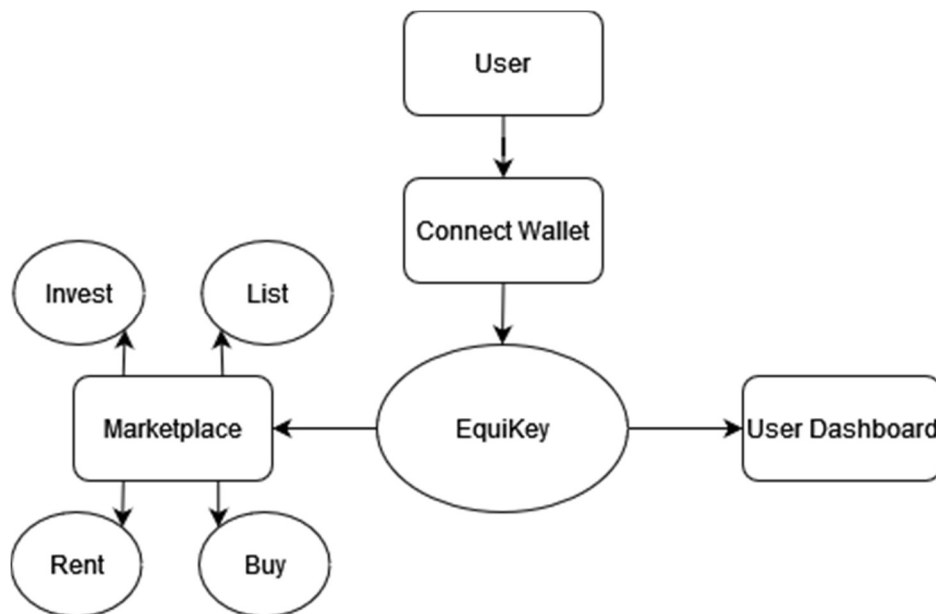 User
Connect Wallet
Invest
List
Marketplace
EquiKey
User Dashboard
Rent
Buy